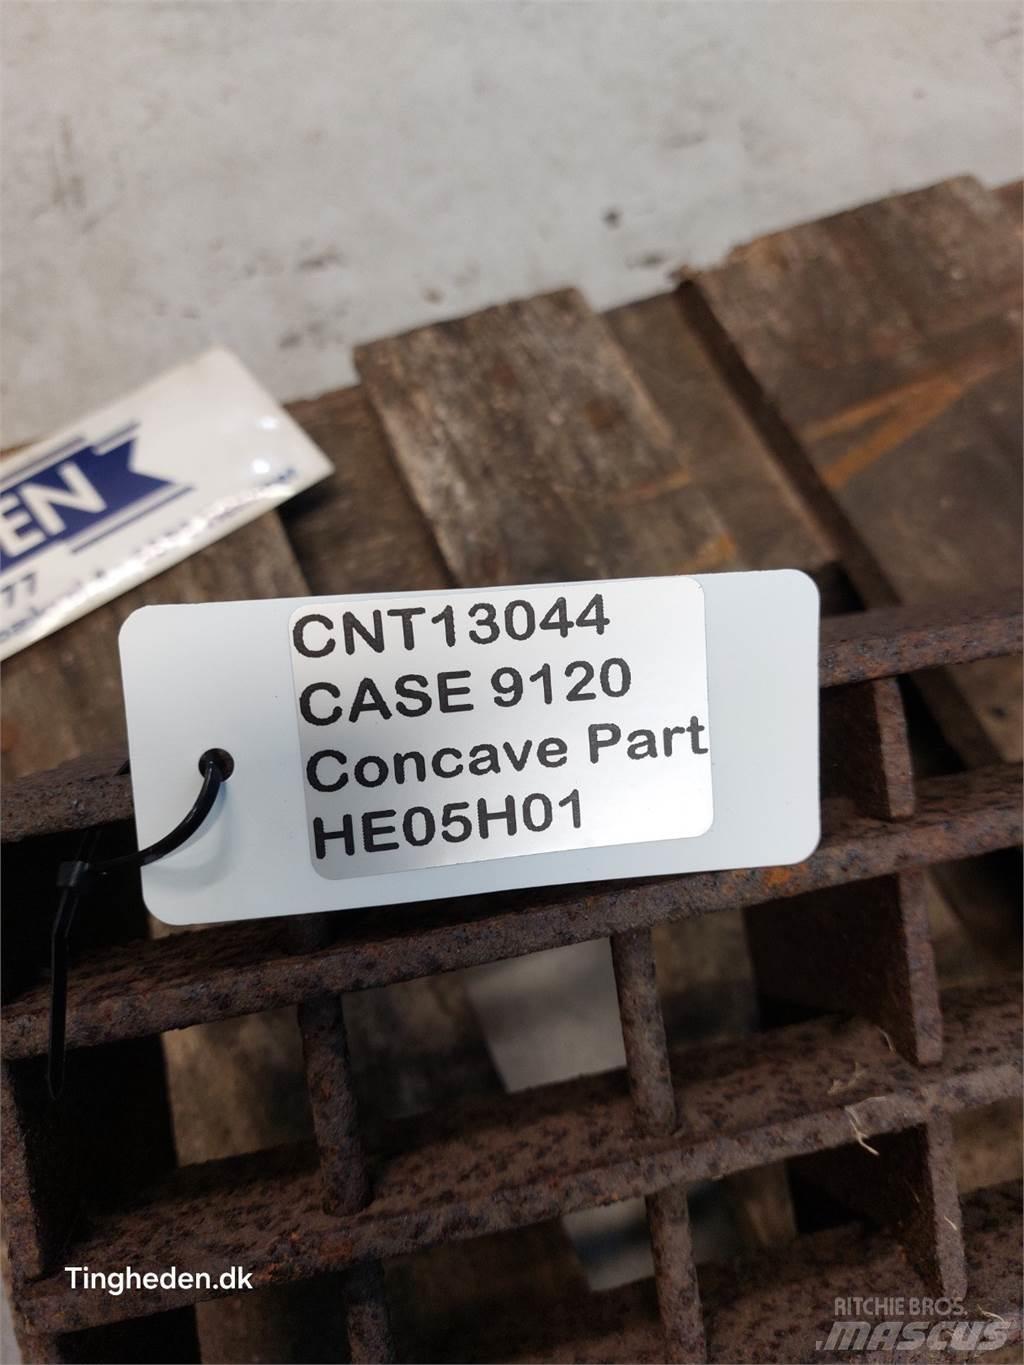 EN
77
CNT13044
CASE 9120
Concave Part
HE05H01
Tingheden.dk
RITCHIE BROS.
MASCUS